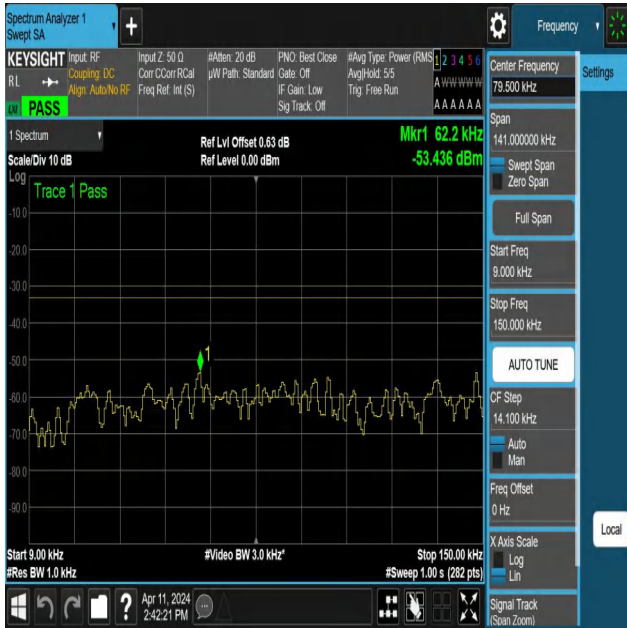 Spectrum Analyzer 1
Swept SA
+
Frequency
KEYSIGHT
RL
LXI PASS
Input: RF
Coupling: DC
Align: Auto/No RF
Input Z: 50 Ω
Corr CCorr RCal
Freq Ref: Int (S)
#Atten: 20 dB
µW Path: Standard
PNO: Best Close
Gate: Off
IF Gain: Low
Sig Track: Off
#Avg Type: Power (RMS
Avg|Hold: 5/5
Trig: Free Run
1 2 3 4 5 6
A W W W W W
A A A A A A
1 Spectrum
Scale/Div 10 dB
Ref Lvl Offset 0.63 dB
Ref Level 0.00 dBm
Mkr1 62.2 kHz
-53.436 dBm
Log
Trace 1 Pass
-10.0
-20.0
-30.0
-40.0
-50.0
1
-60.0
-70.0
-80.0
-90.0
Start 9.00 kHz
#Video BW 3.0 kHz*
Stop 150.00 kHz
#Res BW 1.0 kHz
#Sweep 1.00 s (282 pts)
?
Apr 11, 2024
2:42:21 PM
Center Frequency
79.500 kHz
Settings
Span
141.000000 kHz
Swept Span
Zero Span
Full Span
Start Freq
9.000 kHz
Stop Freq
150.000 kHz
AUTO TUNE
CF Step
14.100 kHz
Auto
Man
Freq Offset
0 Hz
X Axis Scale
Log
Lin
Local
Signal Track
(Span Zoom)